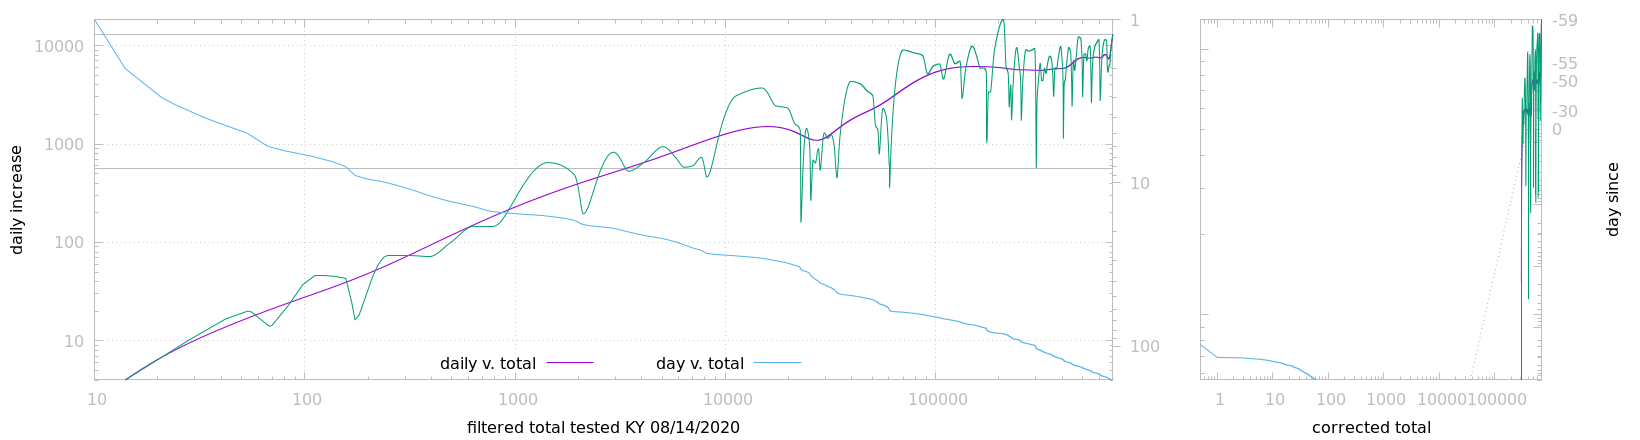 10000
1000
100
10
daily increase
10 100 1000 10000 100000
1
10
100
daily v. total
day v. total
filtered total tested KY 08/14/2020
-59
-55
-50
-30
0
day since
1 10 100 1000 10000 100000
corrected total